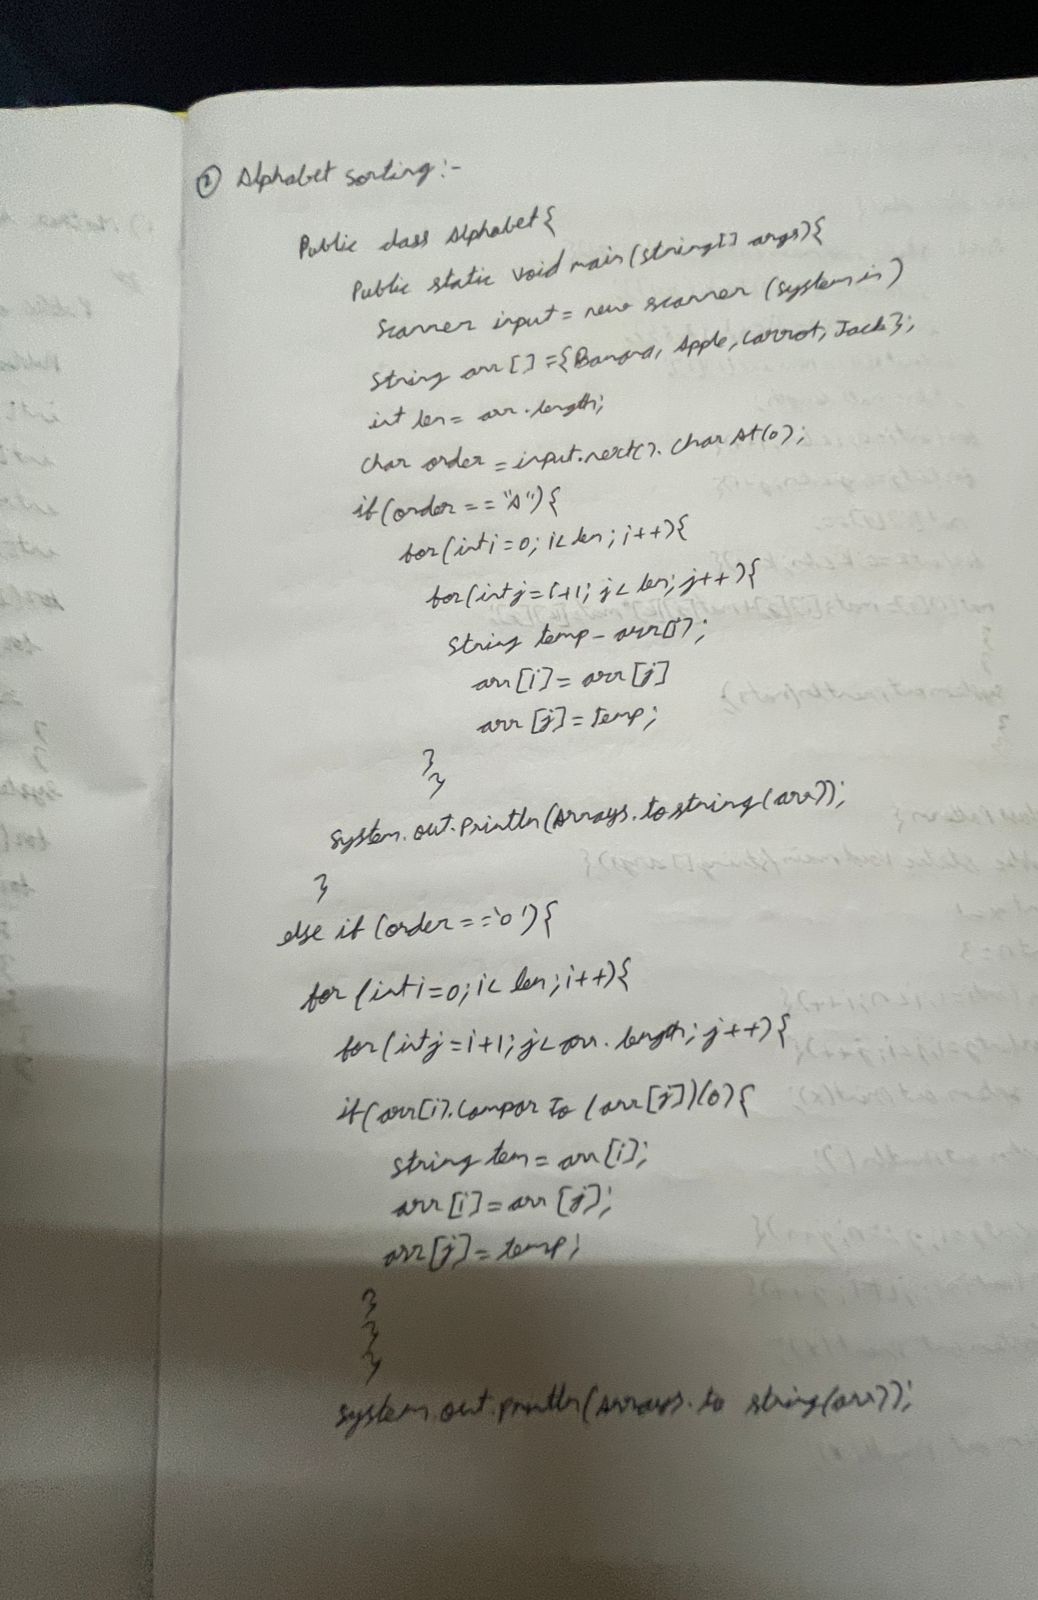 ② Alphabet Sorting:-
Public class Alphabet{
Public static void main(string[] args){
Scanner input = new scanner (system.in)
String arr[] = {Banana, Apple, Carrot, Jack};
int len = arr.length;
char order = input.next(). charAt(0);
if(order == "A"){
for(int i=0; i< len; i++){
for(int j=i+1; j< len; j++){
String temp = arr[i];
arr[i] = arr[j]
arr[j] = temp;
}
}
system.out.Println(Arrays.tostring(arr));
}
else if (order == 'o'){
for (int i=0; i< len; i++){
for(int j=i+1; j< arr.length; j++){
if(arr[i].Compar To (arr[j])(0){
string tem = arr[i];
arr[i] = arr[j];
arr[j] = temp;
}
}
}
system.out.println(Arrays.to string(arr));